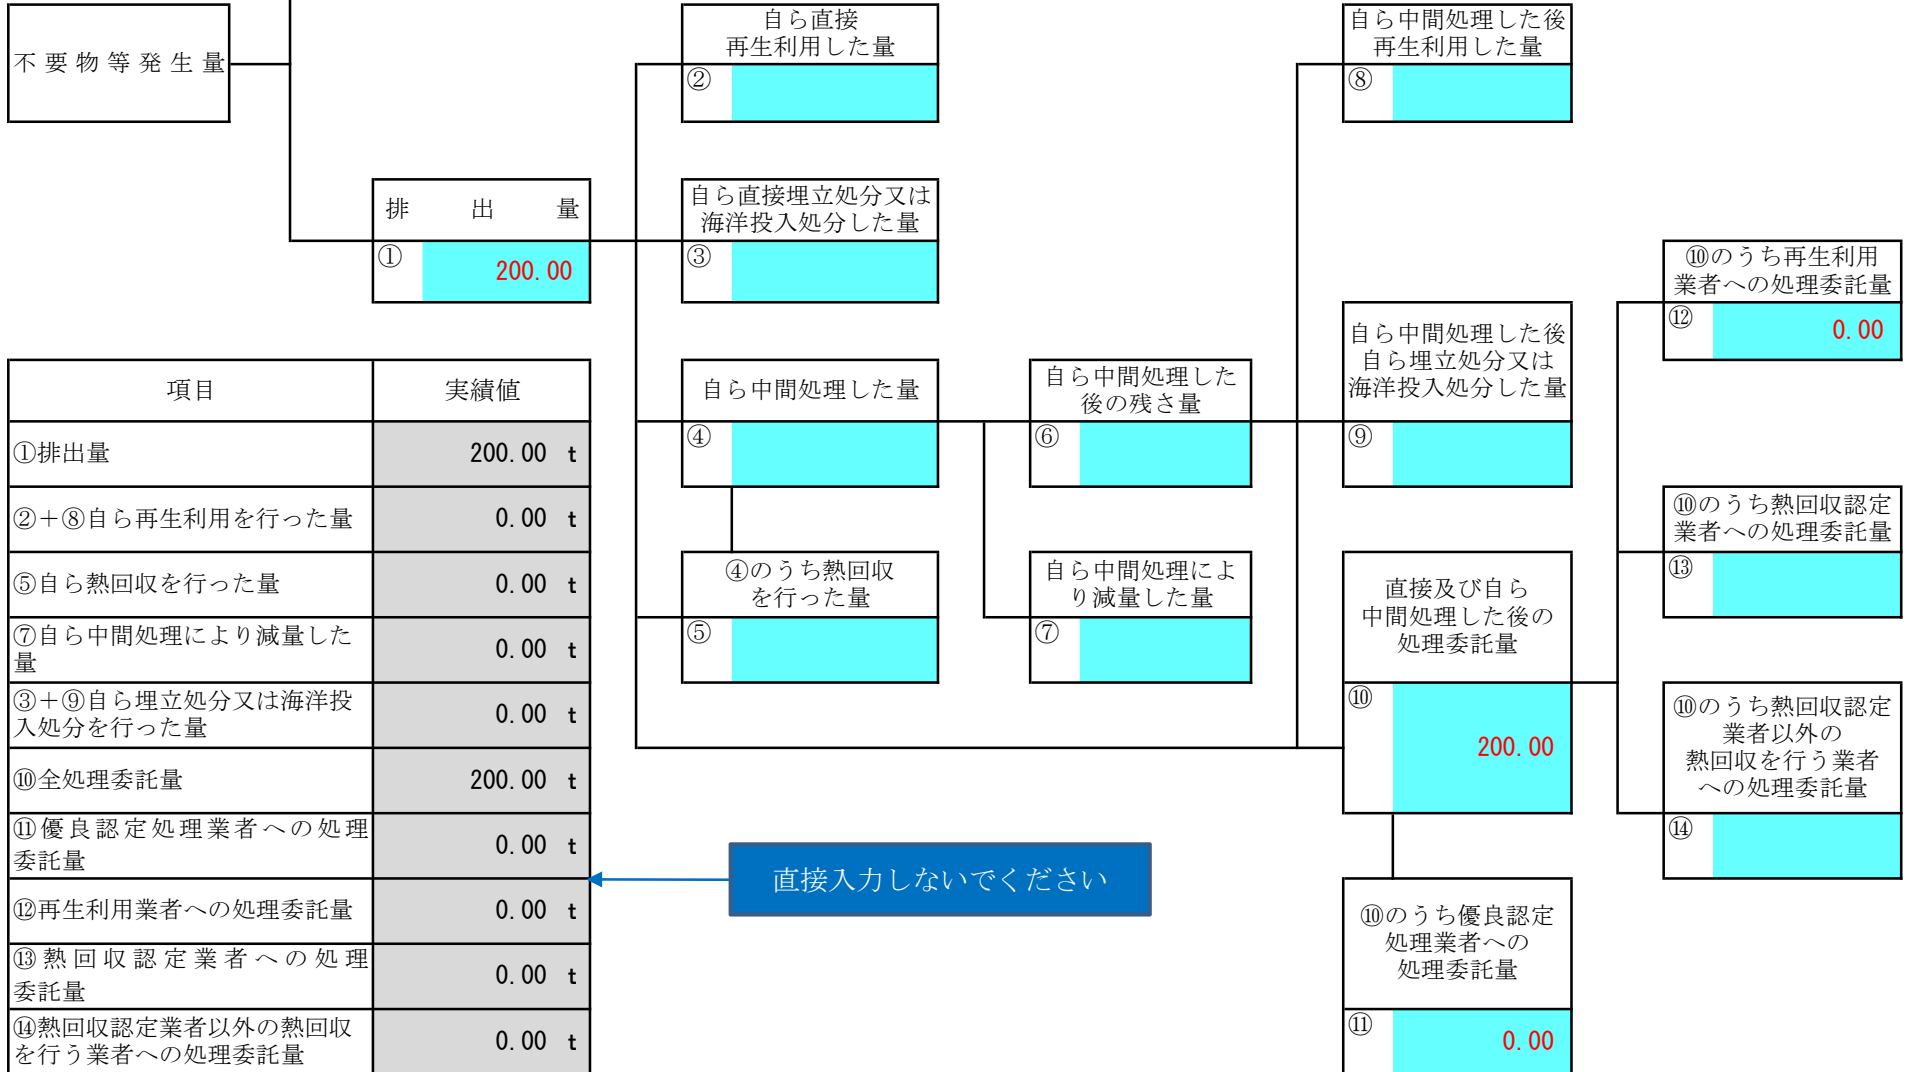 不要物等発生量
自ら直接
再生利用した量
②
自ら中間処理した後
再生利用した量
⑧
排出量
①
200.00
自ら直接埋立処分又は
海洋投入処分した量
③
⑩のうち再生利用
業者への処理委託量
⑫
0.00
自ら中間処理した後
自ら埋立処分又は
海洋投入処分した量
⑨
自ら中間処理した量
④
自ら中間処理した
後の残さ量
⑥
⑩のうち熱回収認定
業者への処理委託量
⑬
④のうち熱回収
を行った量
⑤
自ら中間処理によ
り減量した量
⑦
直接及び自ら
中間処理した後の
処理委託量
⑩
200.00
⑩のうち熱回収認定
業者以外の
熱回収を行う業者
への処理委託量
⑭
⑩のうち優良認定
処理業者への
処理委託量
⑪
0.00
直接入力しないでください
項目 実績値
①排出量 200.00 t
②＋⑧自ら再生利用を行った量 0.00 t
⑤自ら熱回収を行った量 0.00 t
⑦自ら中間処理により減量した
量 0.00 t
③＋⑨自ら埋立処分又は海洋投
入処分を行った量 0.00 t
⑩全処理委託量 200.00 t
⑪優良認定処理業者への処理
委託量 0.00 t
⑫再生利用業者への処理委託量 0.00 t
⑬熱回収認定業者への処理
委託量 0.00 t
⑭熱回収認定業者以外の熱回収
を行う業者への処理委託量 0.00 t